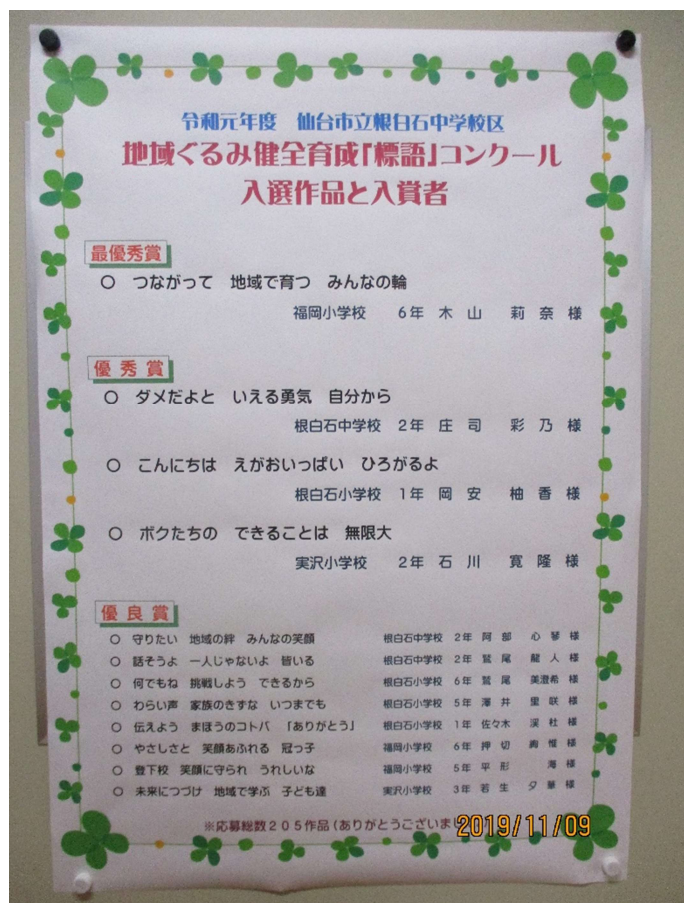 令和元年度 仙台市立根白石中学校区
地域ぐるみ健全育成「標語」コンクール
入選作品と入賞者
最優秀賞
○ つながって 地域で育つ みんなの輪
福岡小学校 6年 木山 莉奈 様
優秀賞
○ ダメだよと いえる勇気 自分から
根白石中学校 2年 庄司 彩乃 様
○ こんにちは えがおいっぱい ひろがるよ
根白石小学校 1年 岡安 柚香 様
○ ボクたちの できることは 無限大
実沢小学校 2年 石川 寛隆 様
優良賞
○ 守りたい 地域の絆 みんなの笑顔 根白石中学校 2年 阿部 心琴 様
○ 話そうよ 一人じゃないよ 皆いる 根白石中学校 2年 鷲尾 人 様
○ 何でもね 挑戦しよう できるから 根白石小学校 6年 鷲尾 美澄希 様
○ わらい声 家族のきずな いつまでも 根白石小学校 5年 澤井 里咲 様
○ 伝えよう まほうのコトバ 「ありがとう」 根白石小学校 1年 佐々木 渓杜 様
○ やさしさと 笑顔あふれる 冠っ子 福岡小学校 6年 押切 惟 様
○ 登下校 笑顔に守られ うれしいな 福岡小学校 5年 平形 海 様
○ 未来につづけ 地域で学ぶ 子ども達 実沢小学校 3年 若生 夕華 様
※応募総数205作品(ありがとうございまし
2019/11/09